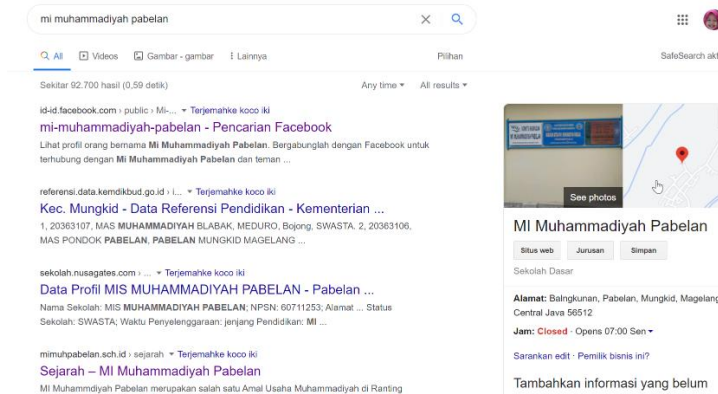 mi muhammadiyah pabelan
All Videos Gambar - gambar Lainnya Pilihan
SafeSearch akt
Sekitar 92.700 hasil (0,59 detik) Any time All results
id-id.facebook.com › public › Mi-... Terjemahke koco iki
mi-muhammadiyah-pabelan - Pencarian Facebook
Lihat profil orang bernama Mi Muhammadiyah Pabelan. Bergabunglah dengan Facebook untuk
terhubung dengan Mi Muhammadiyah Pabelan dan teman ...
referensi.data.kemdikbud.go.id › i... Terjemahke koco iki
Kec. Mungkid - Data Referensi Pendidikan - Kementerian ...
1, 20363107, MAS MUHAMMADIYAH BLABAK, MEDURO, Bojong, SWASTA. 2, 20363106,
MAS PONDOK PABELAN, PABELAN MUNGKID MAGELANG ...
sekolah.nusagates.com › ... Terjemahke koco iki
Data Profil MIS MUHAMMADIYAH PABELAN - Pabelan ...
Nama Sekolah: MIS MUHAMMADIYAH PABELAN; NPSN: 60711253; Alamat ... Status
Sekolah: SWASTA; Waktu Penyelenggaraan: jenjang Pendidikan: MI ...
mimuhpabelan.sch.id › sejarah Terjemahke koco iki
Sejarah – MI Muhammadiyah Pabelan
MI Muhammdiyah Pabelan merupakan salah satu Amal Usaha Muhammadiyah di Ranting
See photos
MI Muhammadiyah Pabelan
Situs web Jurusan Simpan
Sekolah Dasar
Alamat: Balngkunan, Pabelan, Mungkid, Magelang
Central Java 56512
Jam: Closed · Opens 07:00 Sen
Sarankan edit · Pemilik bisnis ini?
Tambahkan informasi yang belum